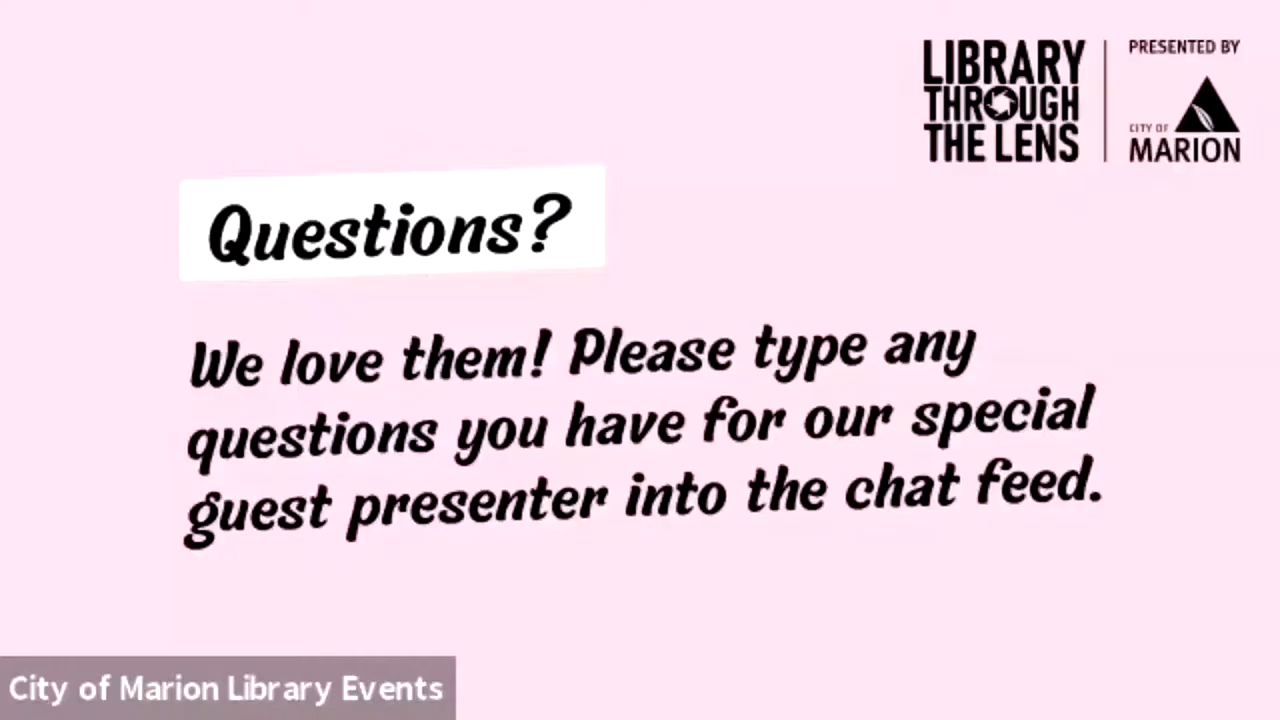 LIBRARY
THROUGH
THE LENS
PRESENTED BY
CITY OF
MARION
Questions?
We love them! Please type any
questions you have for our special
guest presenter into the chat feed.
City of Marion Library Events